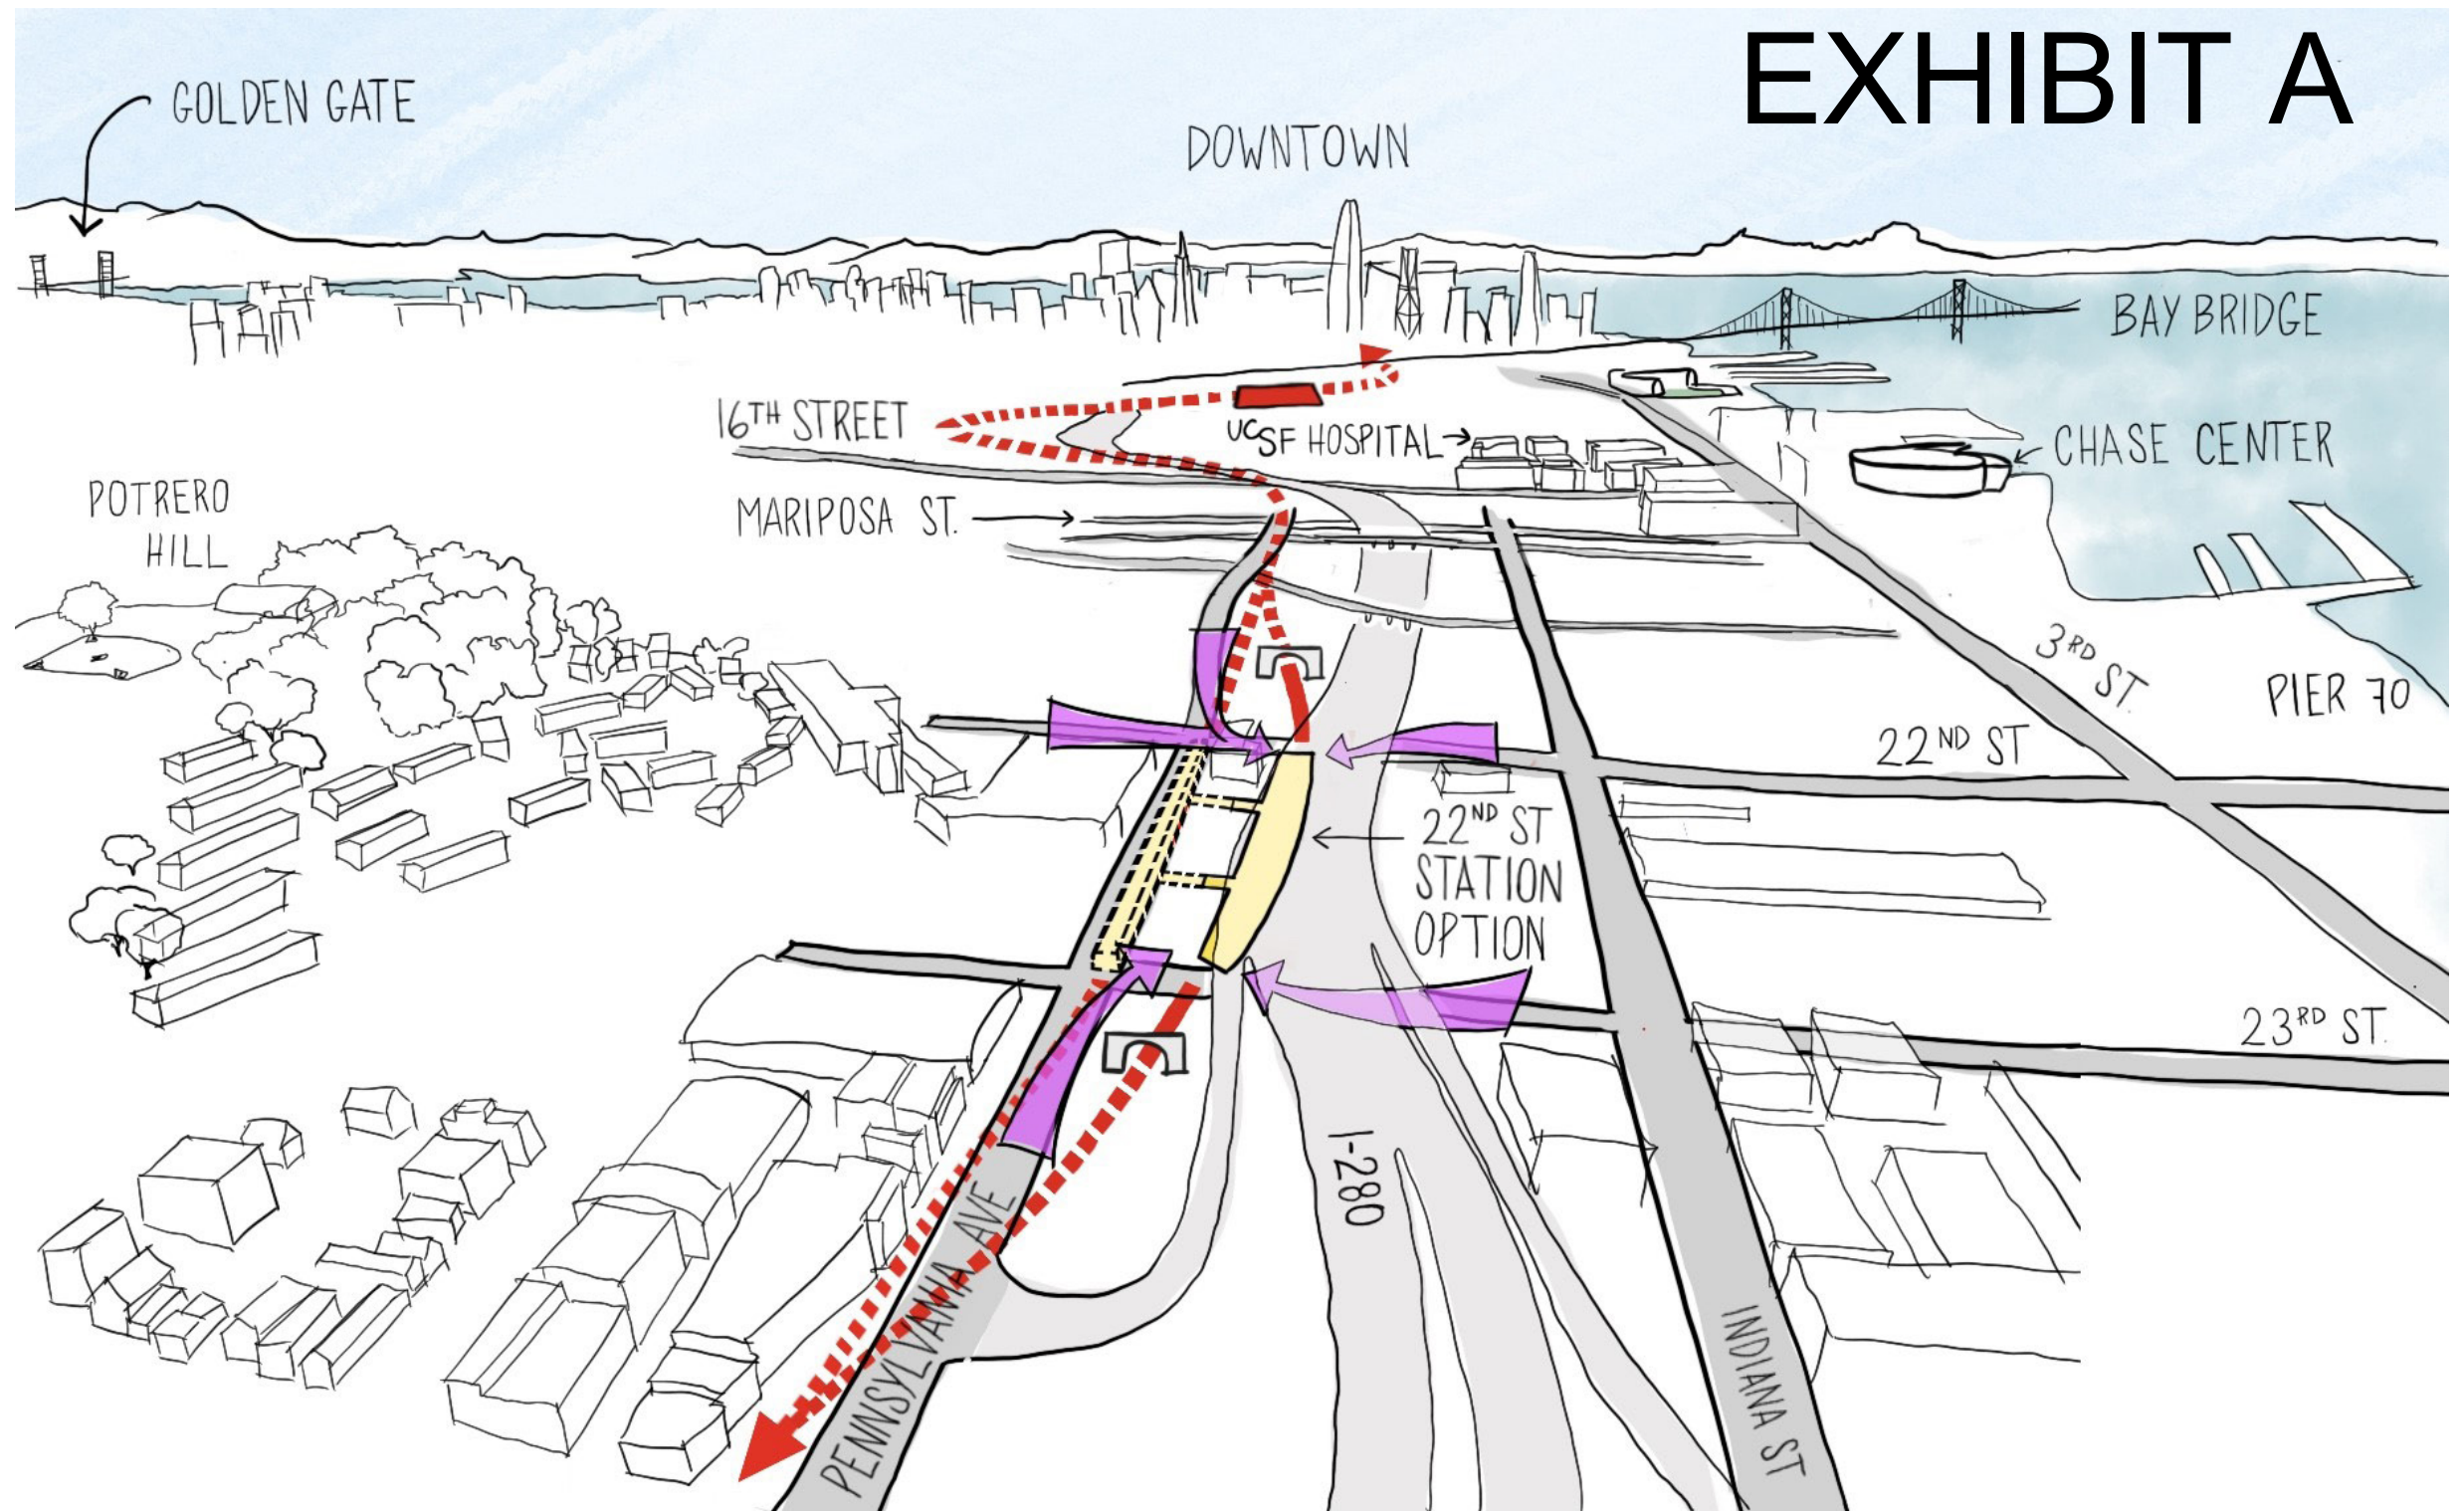 EXHIBIT A
GOLDEN GATE
DOWNTOWN
BAY BRIDGE
16TH STREET
UCSF HOSPITAL
CHASE CENTER
POTRERO
HILL
MARIPOSA ST.
3RD ST.
PIER 70
22ND ST
22ND ST
STATION
OPTION
23RD ST.
I-280
PENNSYLVANIA AVE
INDIANA ST